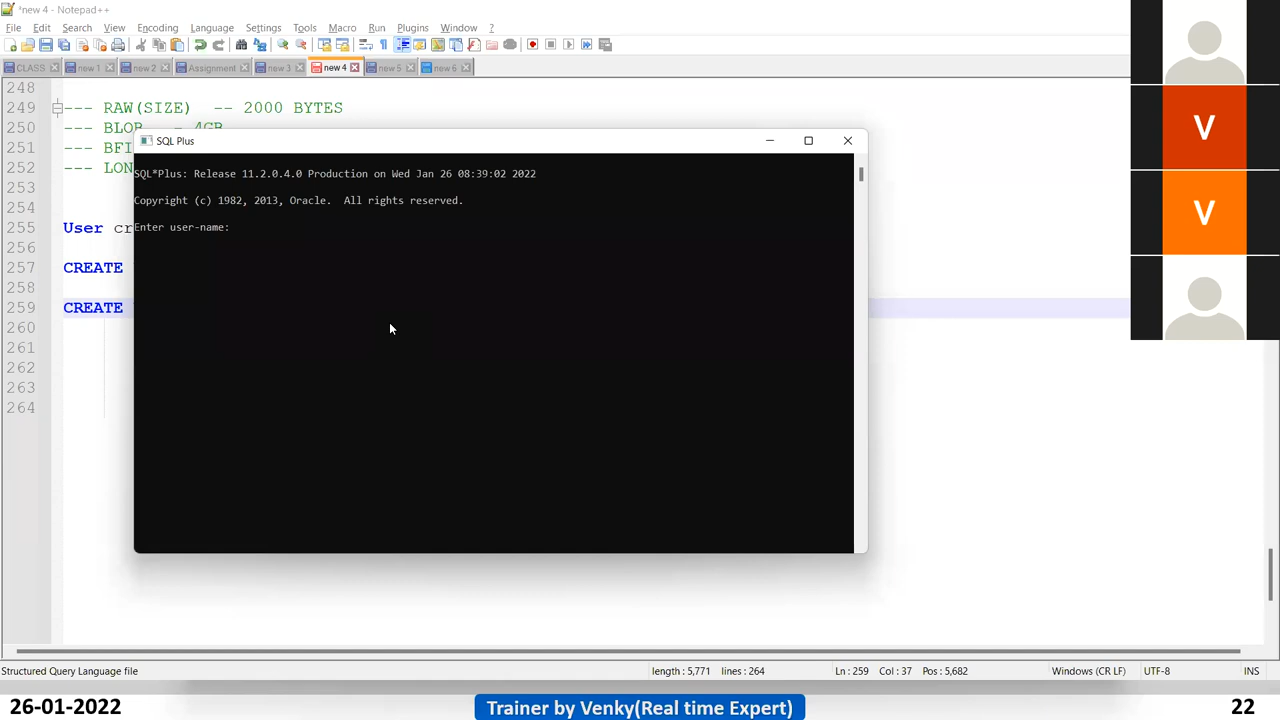 *new 4 - Notepad++
File Edit Search View Encoding Language Settings Tools Macro Run Plugins Window ?
CLASS new 1 new 2 Assignment new 3 new 4 new 5 new 6
248
249 --- RAW(SIZE) -- 2000 BYTES
250 --- BLOB - 4GB
251 --- BFI
252 --- LON
253
254
255 User cr
256
257 CREATE
258
259 CREATE
260
261
262
263
264
SQL Plus
SQL*Plus: Release 11.2.0.4.0 Production on Wed Jan 26 08:39:02 2022
Copyright (c) 1982, 2013, Oracle. All rights reserved.
Enter user-name:
V
V
Structured Query Language file length : 5,771 lines : 264 Ln : 259 Col : 37 Pos : 5,682 Windows (CR LF) UTF-8 INS
26-01-2022 Trainer by Venky(Real time Expert) 22